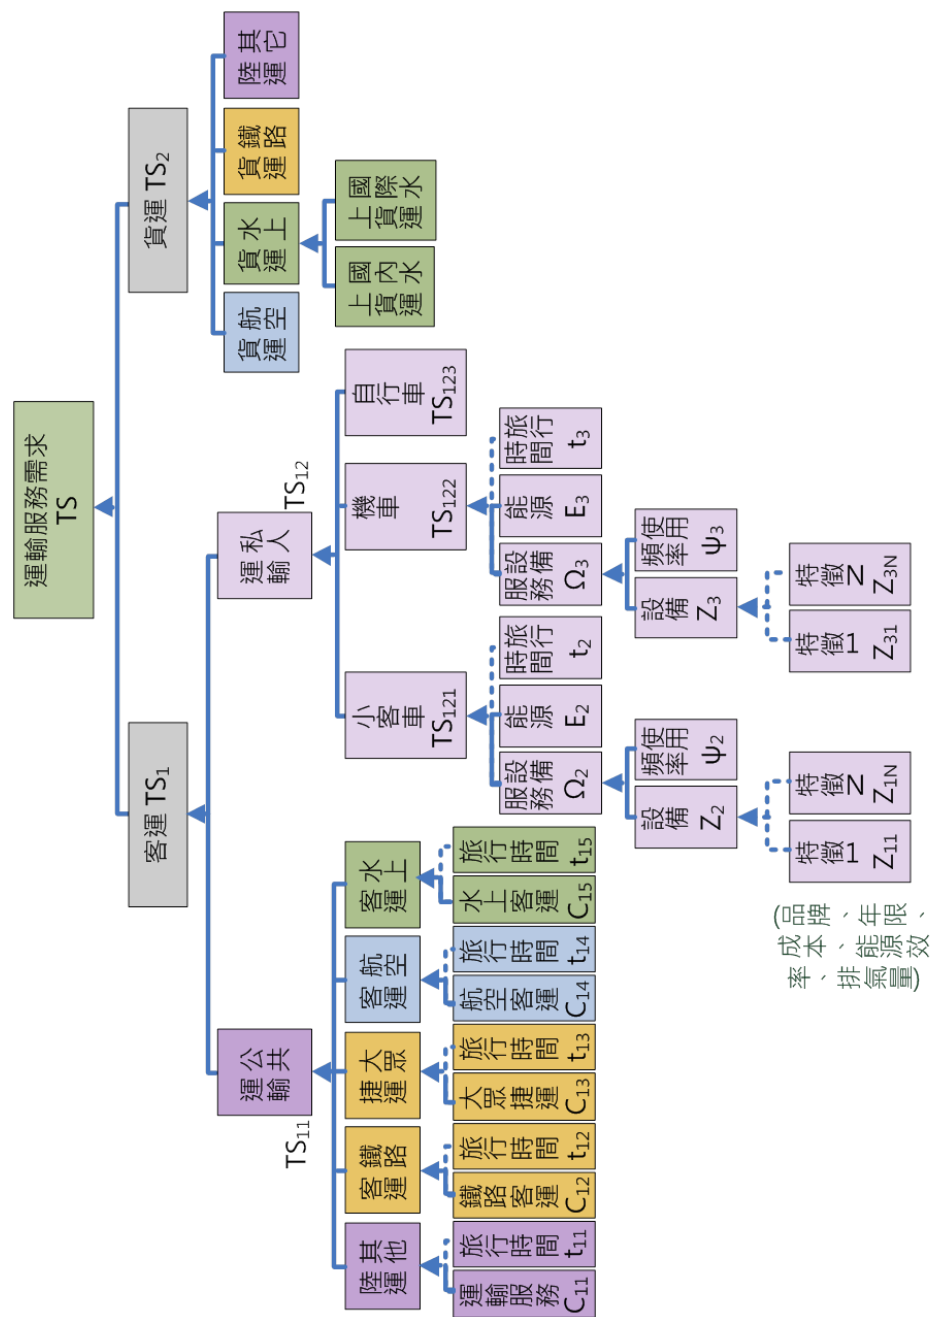 運輸服務需求
TS
客運 TS₁
貨運 TS₂
公共
運輸
TS₁₁
私人
運輸
TS₁₂
航空
貨運
水上
貨運
鐵路
貨運
其它
陸運
國內水
上貨運
國際水
上貨運
其他
陸運
鐵路
客運
大眾
捷運
航空
客運
水上
客運
小客車
TS₁₂₁
機車
TS₁₂₂
自行車
TS₁₂₃
運輸服務
C₁₁
旅行時間
t₁₁
鐵路客運
C₁₂
旅行時間
t₁₂
大眾捷運
C₁₃
旅行時間
t₁₃
航空客運
C₁₄
旅行時間
t₁₄
水上客運
C₁₅
旅行時間
t₁₅
設備
服務
Ω₂
能源
E₂
旅行
時間
t₂
設備
服務
Ω₃
能源
E₃
旅行
時間
t₃
設備
Z₂
使用
頻率
ψ₂
設備
Z₃
使用
頻率
ψ₃
特徵1
Z₁₁
特徵N
Z₁N
特徵1
Z₃₁
特徵N
Z₃N
(品牌、年限、
成本、能源效
率、排氣量)